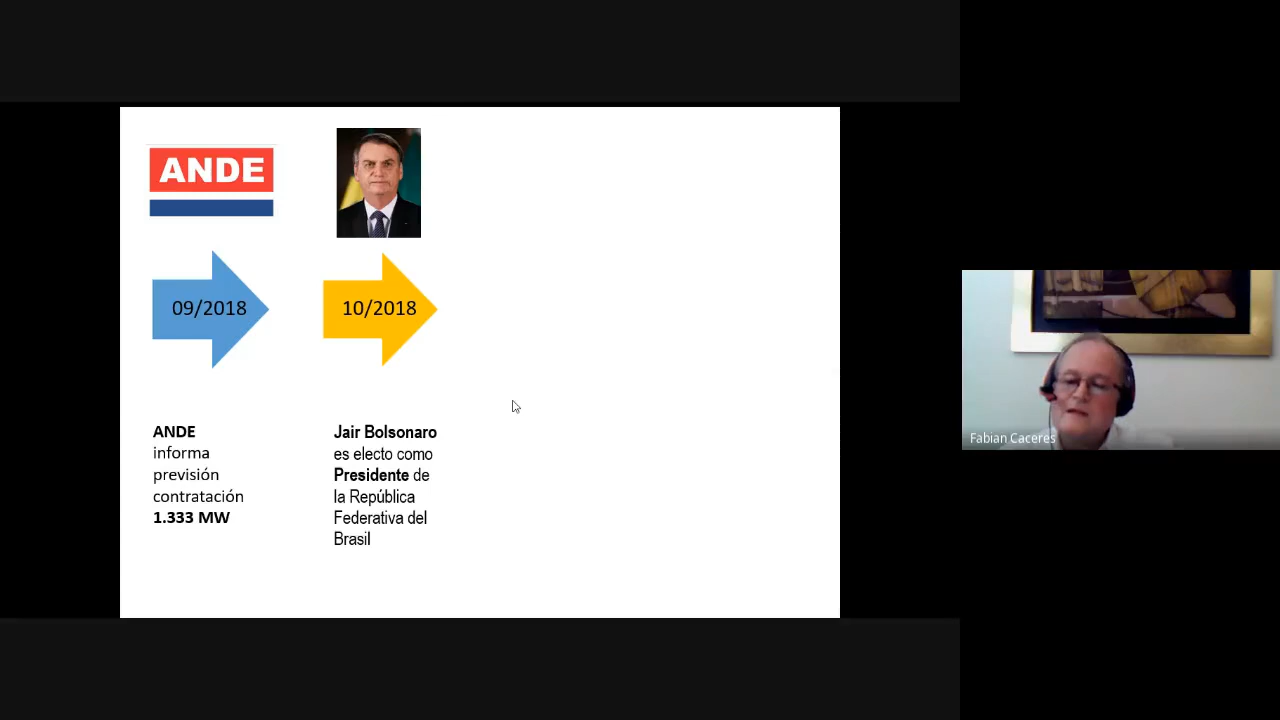 ANDE
09/2018
10/2018
ANDE
informa
previsión
contratación
1.333 MW
Jair Bolsonaro
es electo como
Presidente de
la República
Federativa del
Brasil
Fabian Caceres